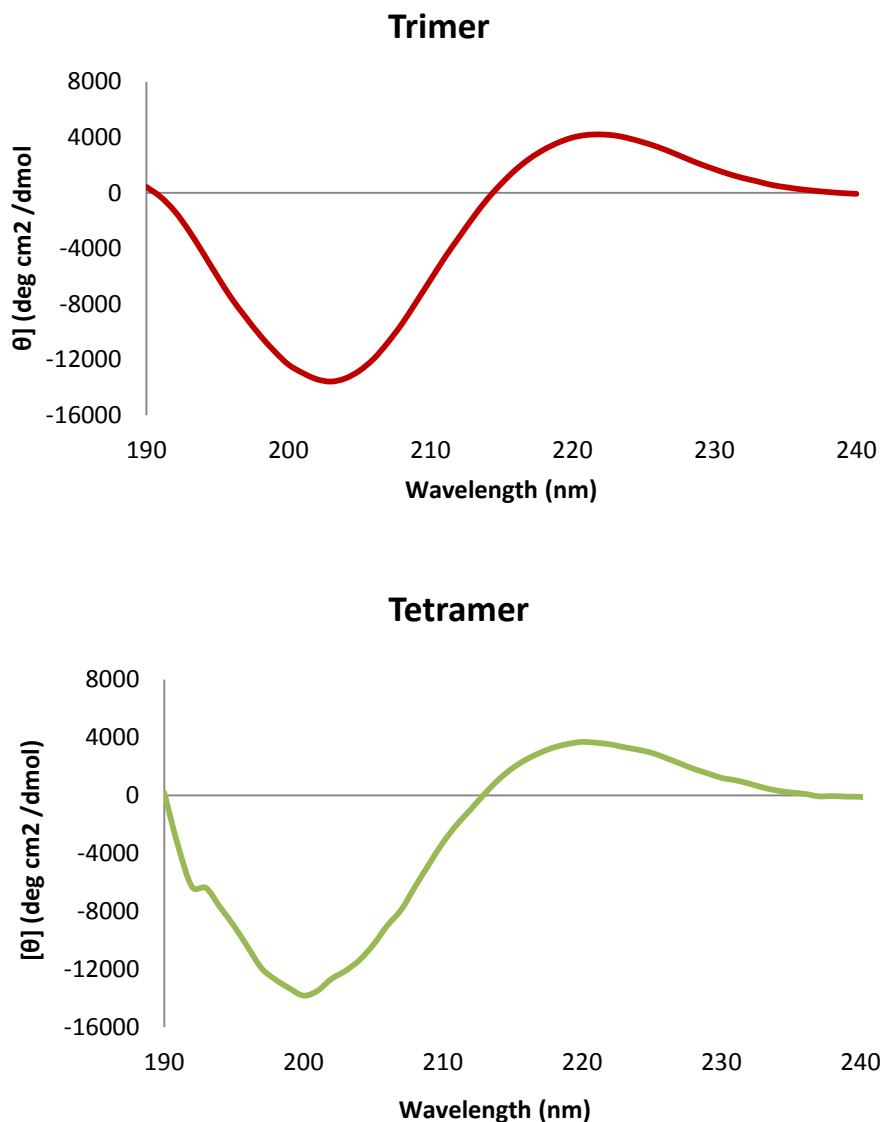 Trimer
8000
4000
0
-4000
-8000
-12000
-16000
θ] (deg cm2 /dmol
190 200 210 220 230 240
Wavelength (nm)
Tetramer
8000
4000
0
-4000
-8000
-12000
-16000
[θ] (deg cm2 /dmol)
190 200 210 220 230 240
Wavelength (nm)